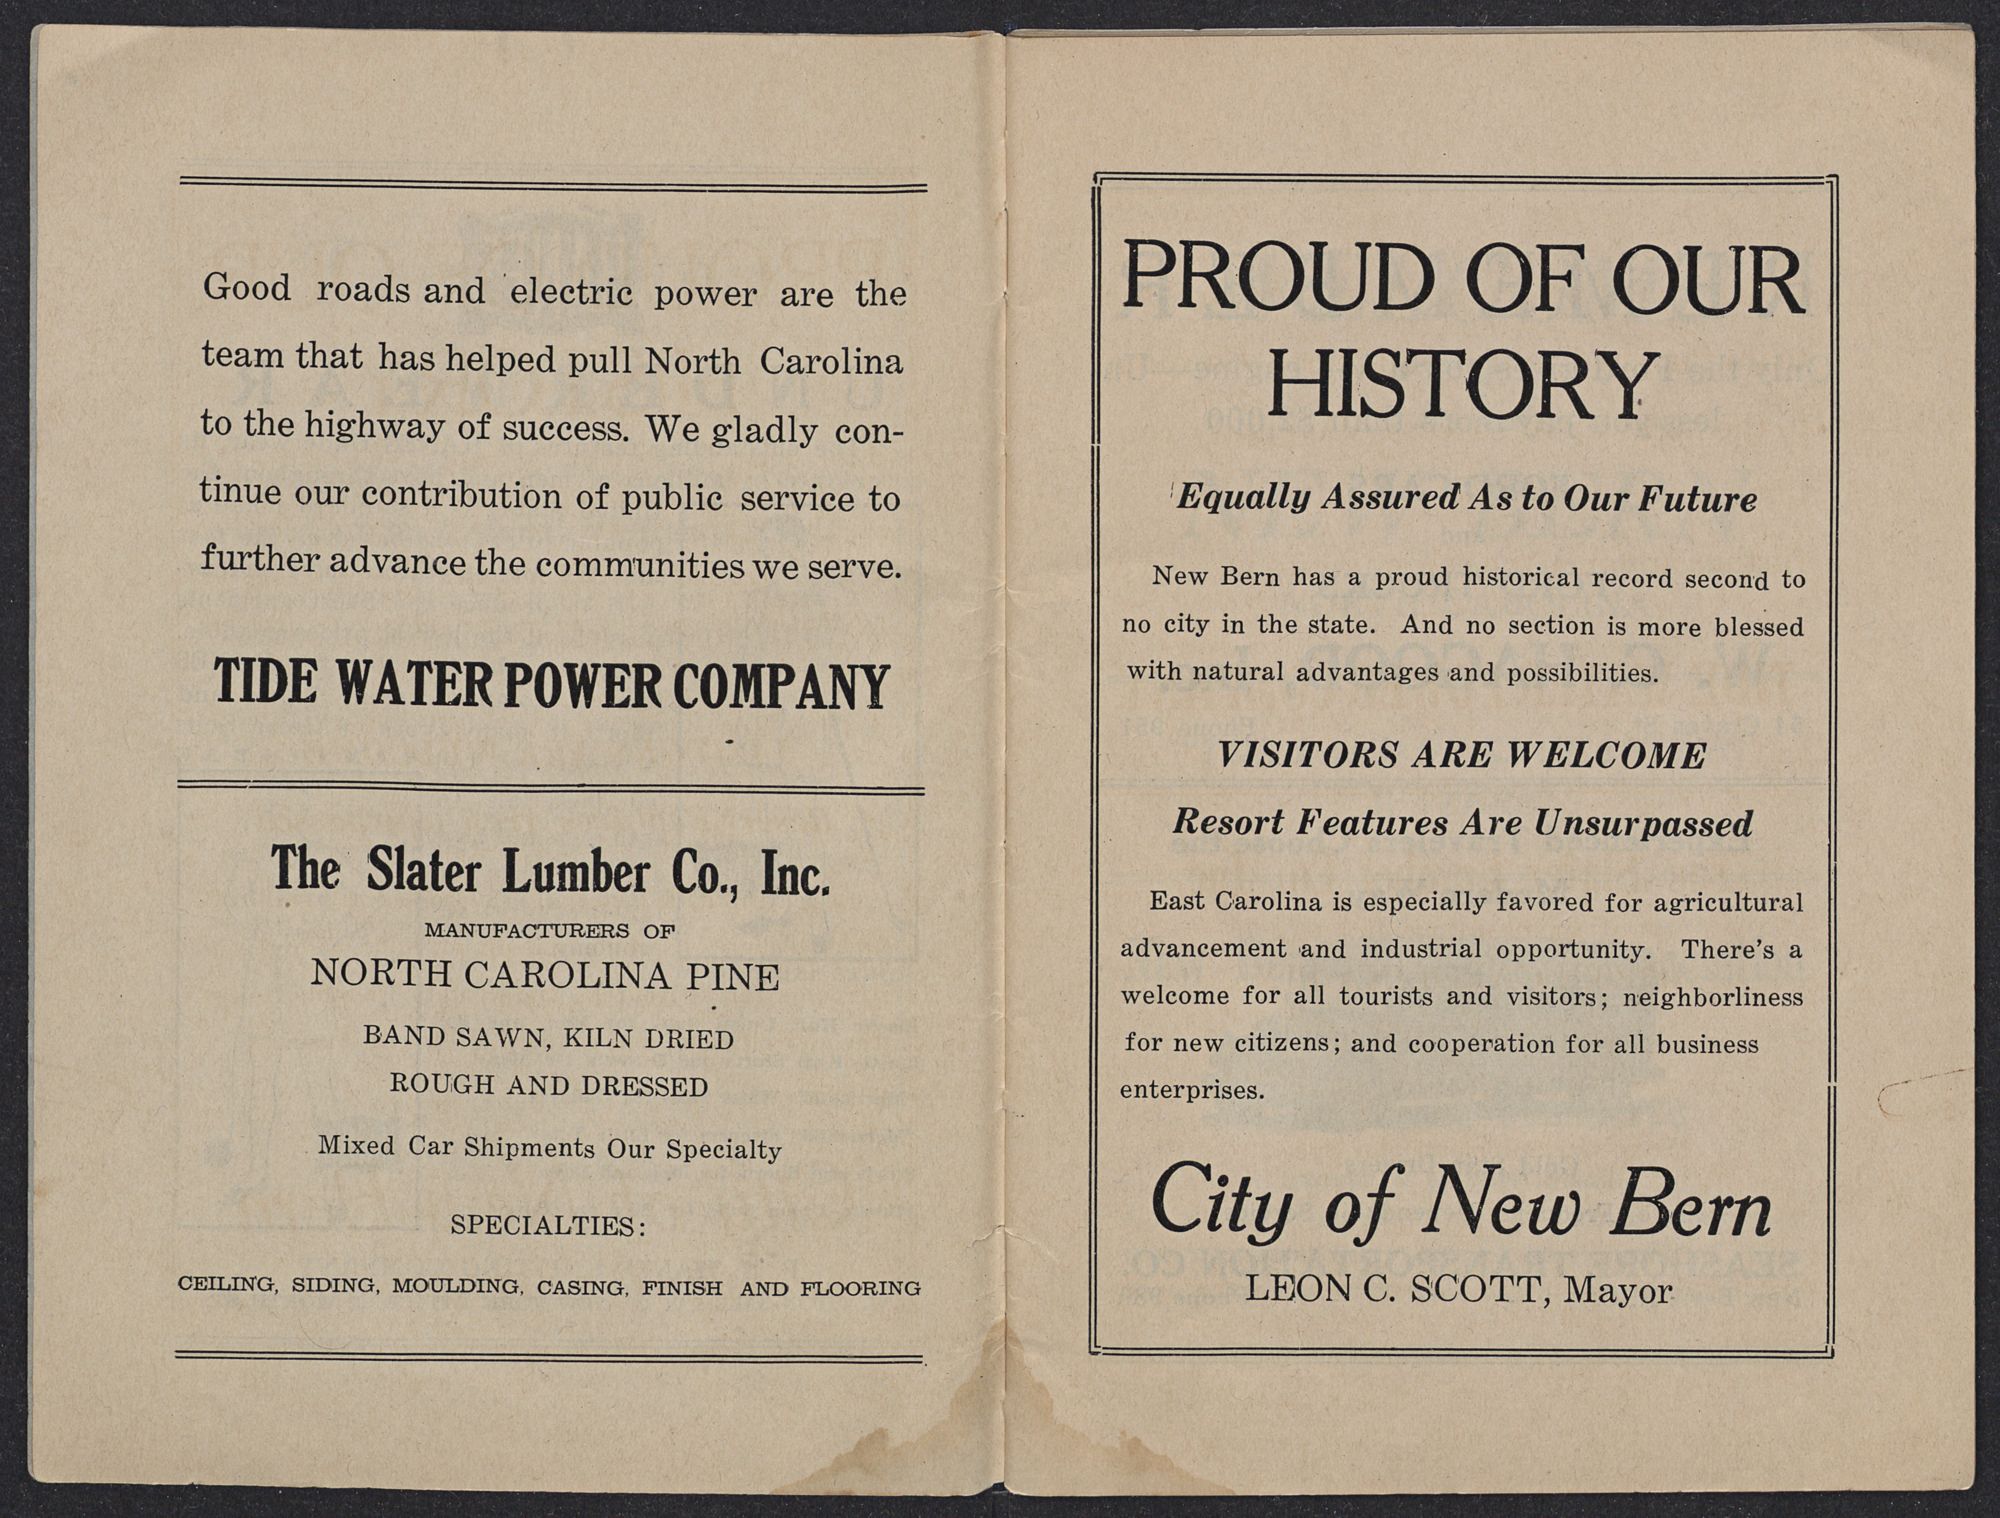 Good roads and electric power are the
team that has helped pull North Carolina
to the highway of success. We gladly con-
tinue our contribution of public service to
further advance the communities we serve.
TIDE WATER POWER COMPANY
The Slater Lumber Co., Inc.
MANUFACTURERS OF
NORTH CAROLINA PINE
BAND SAWN, KILN DRIED
ROUGH AND DRESSED
Mixed Car Shipments Our Specialty
SPECIALTIES:
CEILING, SIDING, MOULDING, CASING, FINISH AND FLOORING
PROUD OF OUR
HISTORY
Equally Assured As to Our Future
New Bern has a proud historical record second to
no city in the state. And no section is more blessed
with natural advantages and possibilities.
VISITORS ARE WELCOME
Resort Features Are Unsurpassed
East Carolina is especially favored for agricultural
advancement and industrial opportunity. There's a
welcome for all tourists and visitors; neighborliness
for new citizens; and cooperation for all business
enterprises.
City of New Bern
LEON C. SCOTT, Mayor